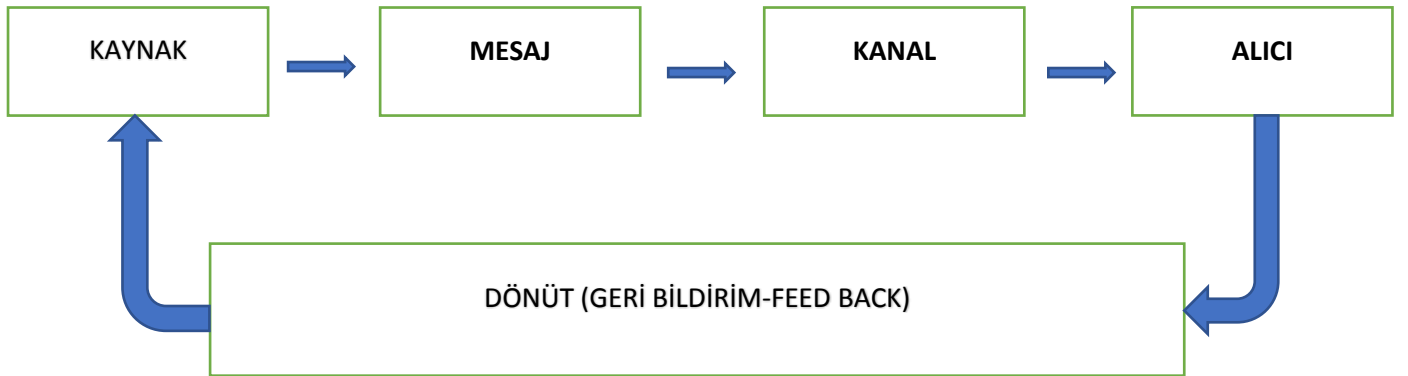 KAYNAK
MESAJ
KANAL
ALICI
DÖNÜT (GERİ BİLDİRİM-FEED BACK)